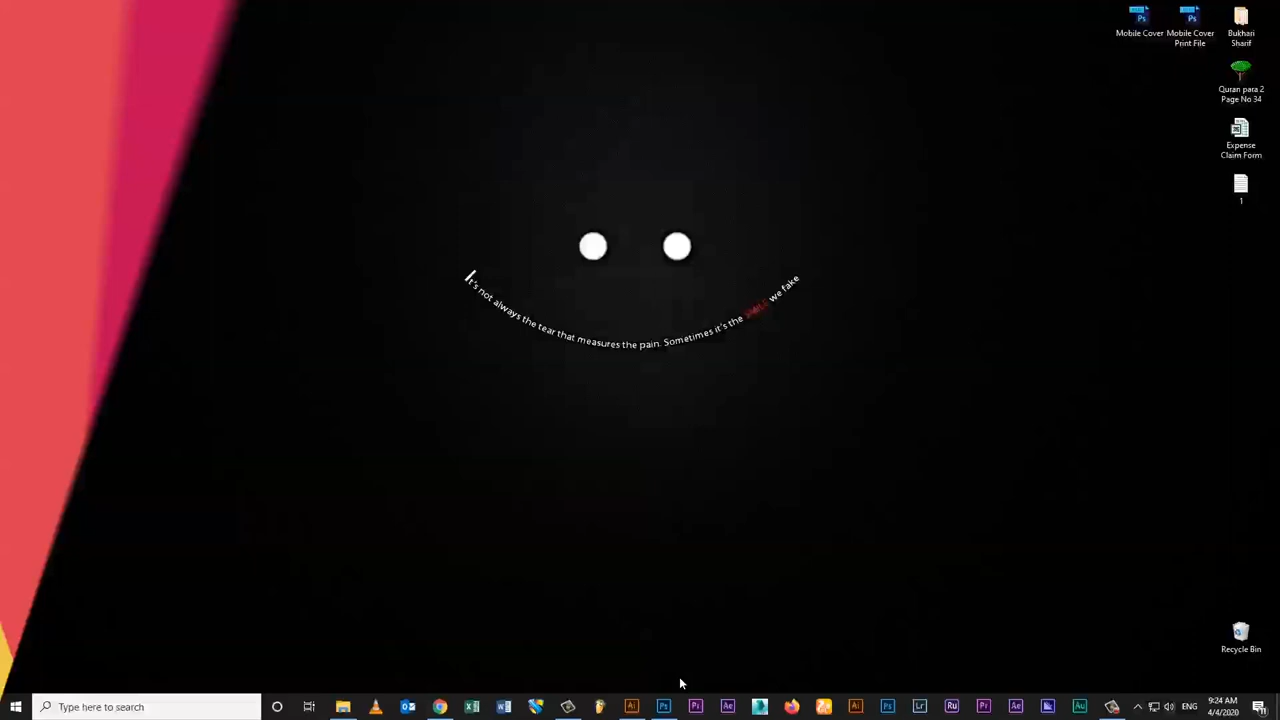 Mobile Cover
Mobile Cover
Print File
Bukhari
Sharif
Quran para 2
Page No 34
Expense
Claim Form
1
It's not always the tear that measures the pain. Sometimes it's the SMILE we fake
Recycle Bin
Type here to search
ENG
9:24 AM
4/4/2020